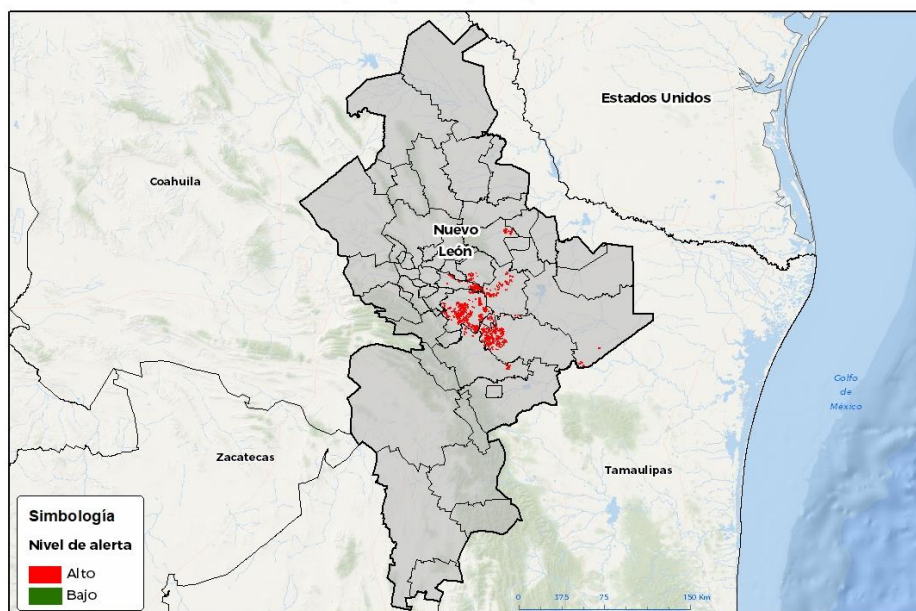 Estados Unidos
Coahuila
Nuevo
León
Golfo
de
México
Zacatecas
Tamaulipas
Simbología
Nivel de alerta
Alto
Bajo
0 37.5 75 150 Km